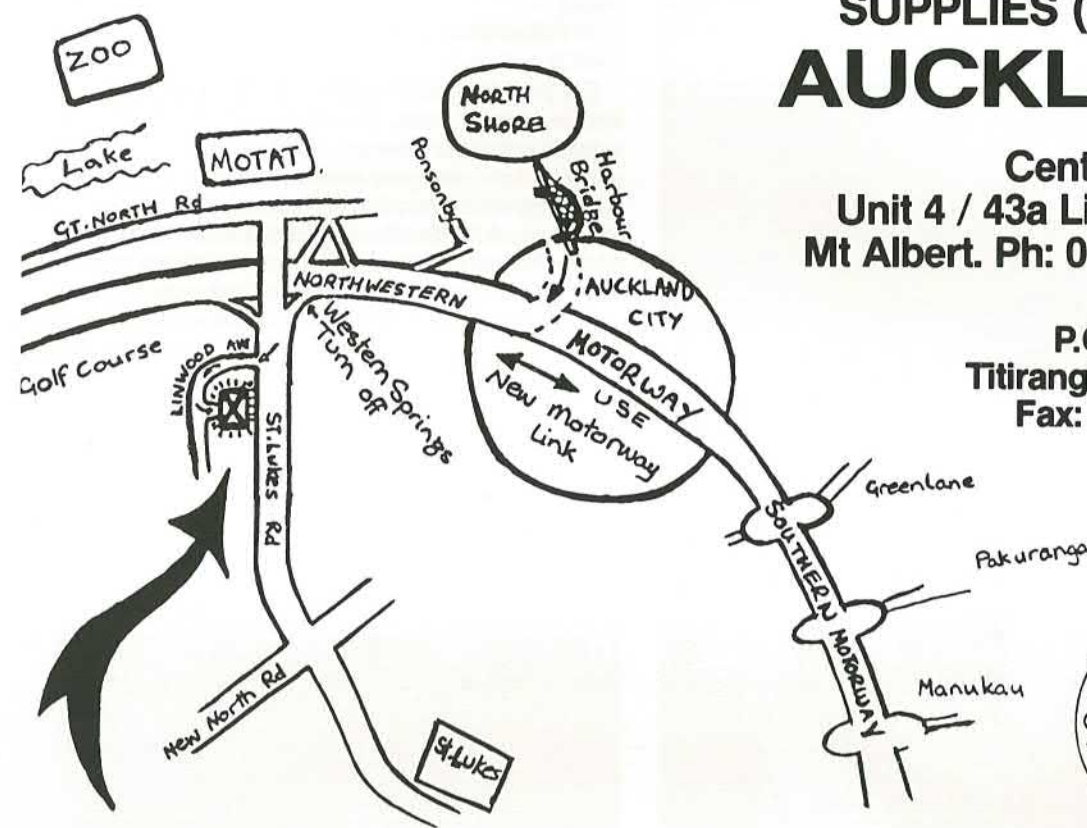 SUPPLIES (
AUCKL
Cent
Unit 4 / 43a Li
Mt Albert. Ph: 0
P.
Titirang
Fax:
ZOO
Lake
MOTAT
GT. NORTH Rd
NORTH
SHORE
Ponsonby
Harbour
Bridge
NORTHWESTERN
MOTORWAY
AUCKLAND
CITY
Western Springs
Turn off
USE
New Motorway
Link
Golf Course
LINWOOD AVE
ST. Lukes Rd
SOUTHERN MOTORWAY
Greenlane
Pakuranga
Manukau
New North Rd
St. Lukes